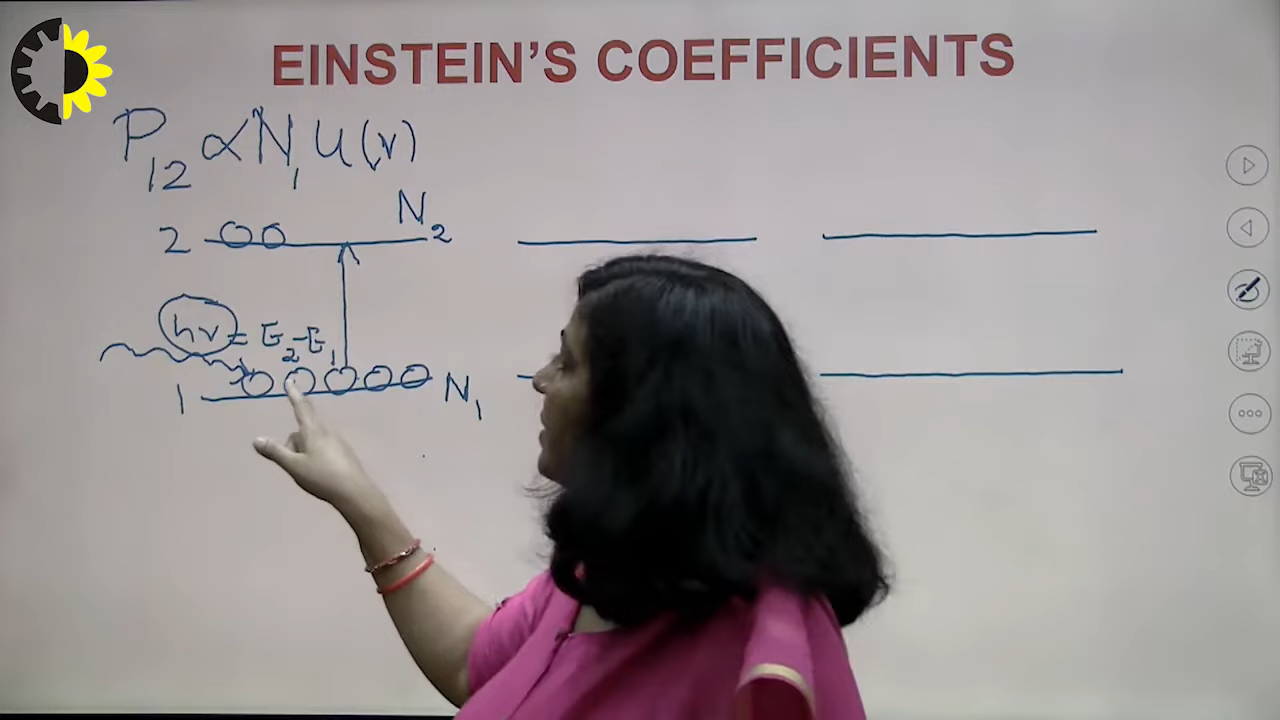 EINSTEIN'S COEFFICIENTS
P₁₂ ∝ N₁ u(ν)
2 N₂
hν = E₂-E₁
1 N₁